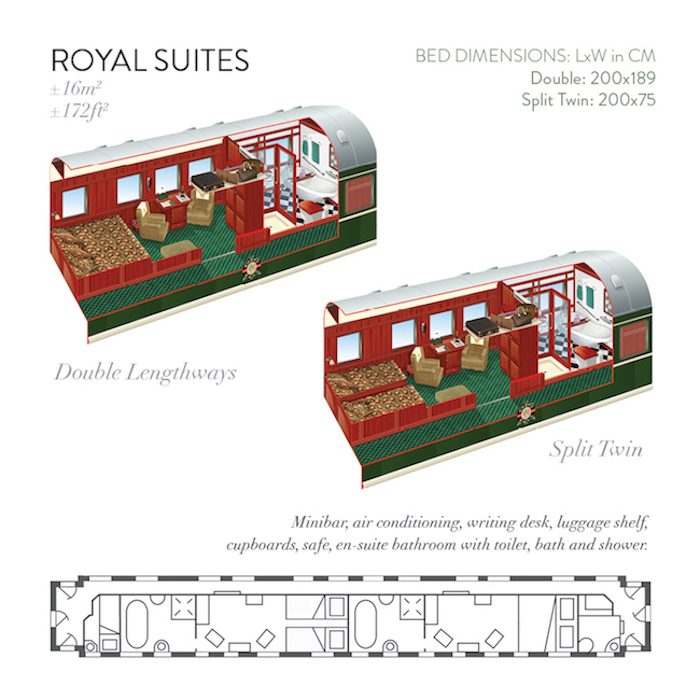 ROYAL SUITES
±16m²
±172ft²
BED DIMENSIONS: LxW in CM
Double: 200x189
Split Twin: 200x75
Double Lengthways
Split Twin
Minibar, air conditioning, writing desk, luggage shelf,
cupboards, safe, en-suite bathroom with toilet, bath and shower.